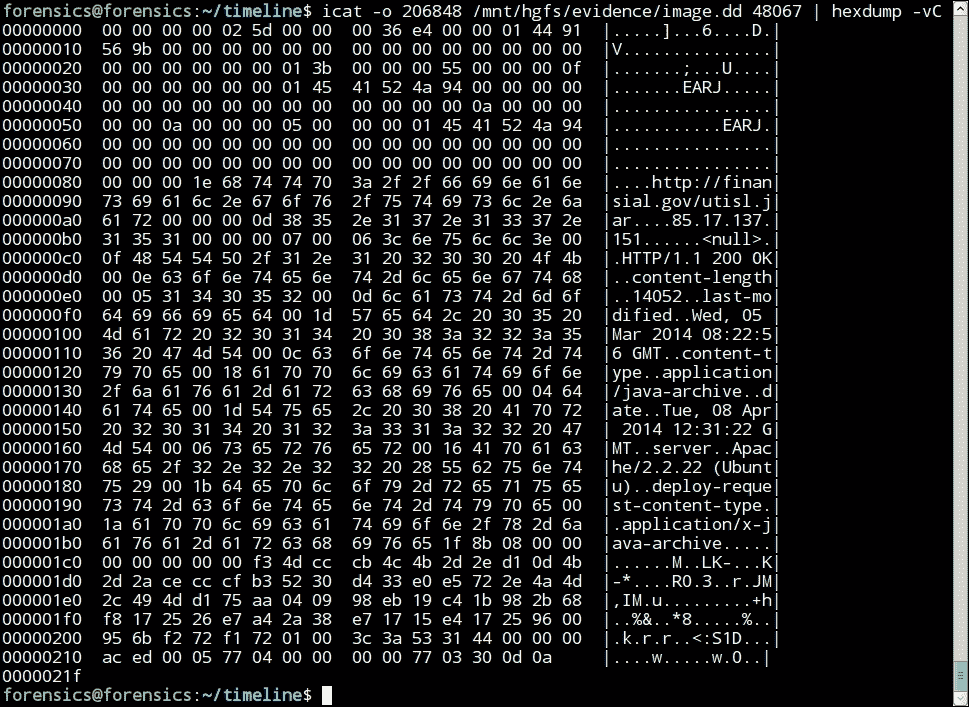 forensics@forensics:~/timeline$ icat -o 206848 /mnt/hgfs/evidence/image.dd 48067 | hexdump -vC
00000000  00 00 00 00 02 5d 00 00  00 36 e4 00 00 01 44 91  |.....]...6....D.|
00000010  56 9b 00 00 00 00 00 00  00 00 00 00 00 00 00 00  |V...............|
00000020  00 00 00 00 00 01 3b 00  00 00 55 00 00 00 0f     |.......;...U....|
00000030  00 00 00 00 00 01 45 41  52 4a 94 00 00 00 00     |.......EARJ.....|
00000040  00 00 00 00 00 00 00 00  00 00 0a 00 00 00 00     |................|
00000050  00 00 0a 00 00 00 05 00  00 00 01 45 41 52 4a 94  |...........EARJ.|
00000060  00 00 00 00 00 00 00 00  00 00 00 00 00 00 00 00  |................|
00000070  00 00 00 00 00 00 00 00  00 00 00 00 00 00 00 00  |................|
00000080  00 00 00 1e 68 74 74 70  3a 2f 2f 66 69 6e 61 6e  |....http://finan|
00000090  73 69 61 6c 2e 67 6f 76  2f 75 74 69 73 6c 2e 6a  |sial.gov/utisl.j|
000000a0  61 72 00 00 00 0d 38 35  2e 31 37 2e 31 33 37 2e  |ar....85.17.137.|
000000b0  31 35 31 00 00 00 07 00  06 3c 6e 75 6c 6c 3e 00  |151......<null>.|
000000c0  0f 48 54 54 50 2f 31 2e  31 20 32 30 30 20 4f 4b  |.HTTP/1.1 200 OK|
000000d0  00 0e 63 6f 6e 74 65 6e  74 2d 6c 65 6e 67 74 68  |..content-length|
000000e0  00 05 31 34 30 35 32 00  0d 6c 61 73 74 2d 6d 6f  |..14052..last-mo|
000000f0  64 69 66 69 65 64 00 1d  57 65 64 2c 20 30 35 20  |dified..Wed, 05 |
00000100  4d 61 72 20 32 30 31 34  20 30 38 3a 32 32 3a 35  |Mar 2014 08:22:5|
00000110  36 20 47 4d 54 00 0c 63  6f 6e 74 65 6e 74 2d 74  |6 GMT..content-t|
00000120  79 70 65 00 18 61 70 70  6c 69 63 61 74 69 6f 6e  |ype..application|
00000130  2f 6a 61 76 61 2d 61 72  63 68 69 76 65 00 04 64  |/java-archive..d|
00000140  61 74 65 00 1d 54 75 65  2c 20 30 38 20 41 70 72  |ate..Tue, 08 Apr|
00000150  20 32 30 31 34 20 31 32  3a 33 31 3a 32 32 20 47  | 2014 12:31:22 G|
00000160  4d 54 00 06 73 65 72 76  65 72 00 16 41 70 61 63  |MT..server..Apac|
00000170  68 65 2f 32 2e 32 2e 32  32 20 28 55 62 75 6e 74  |he/2.2.22 (Ubunt|
00000180  75 29 00 1b 64 65 70 6c  6f 79 2d 72 65 71 75 65  |u)..deploy-reque|
00000190  73 74 2d 63 6f 6e 74 65  6e 74 2d 74 79 70 65 00  |st-content-type.|
000001a0  1a 61 70 70 6c 69 63 61  74 69 6f 6e 2f 78 2d 6a  |.application/x-j|
000001b0  61 76 61 2d 61 72 63 68  69 76 65 1f 8b 08 00 00  |ava-archive.....|
000001c0  00 00 00 00 00 f3 4d cc  cb 4c 4b 2d 2e d1 0d 4b  |......M..LK-...K|
000001d0  2d 2a ce cc cf b3 52 30  d4 33 e0 e5 72 2e 4a 4d  |-*....R0.3..r.JM|
000001e0  2c 49 4d d1 75 aa 04 09  98 eb 19 c4 1b 98 2b 68  |,IM.u.........+h|
000001f0  f8 17 25 26 e7 a4 2a 38  e7 17 15 e4 17 25 96 00  |..%&..*8.....%..|
00000200  95 6b f2 72 f1 72 01 00  3c 3a 53 31 44 00 00 00  |.k.r.r..<:S1D...|
00000210  ac ed 00 05 77 04 00 00  00 00 77 03 30 0d 0a     |....w.....w.0..|
0000021f
forensics@forensics:~/timeline$